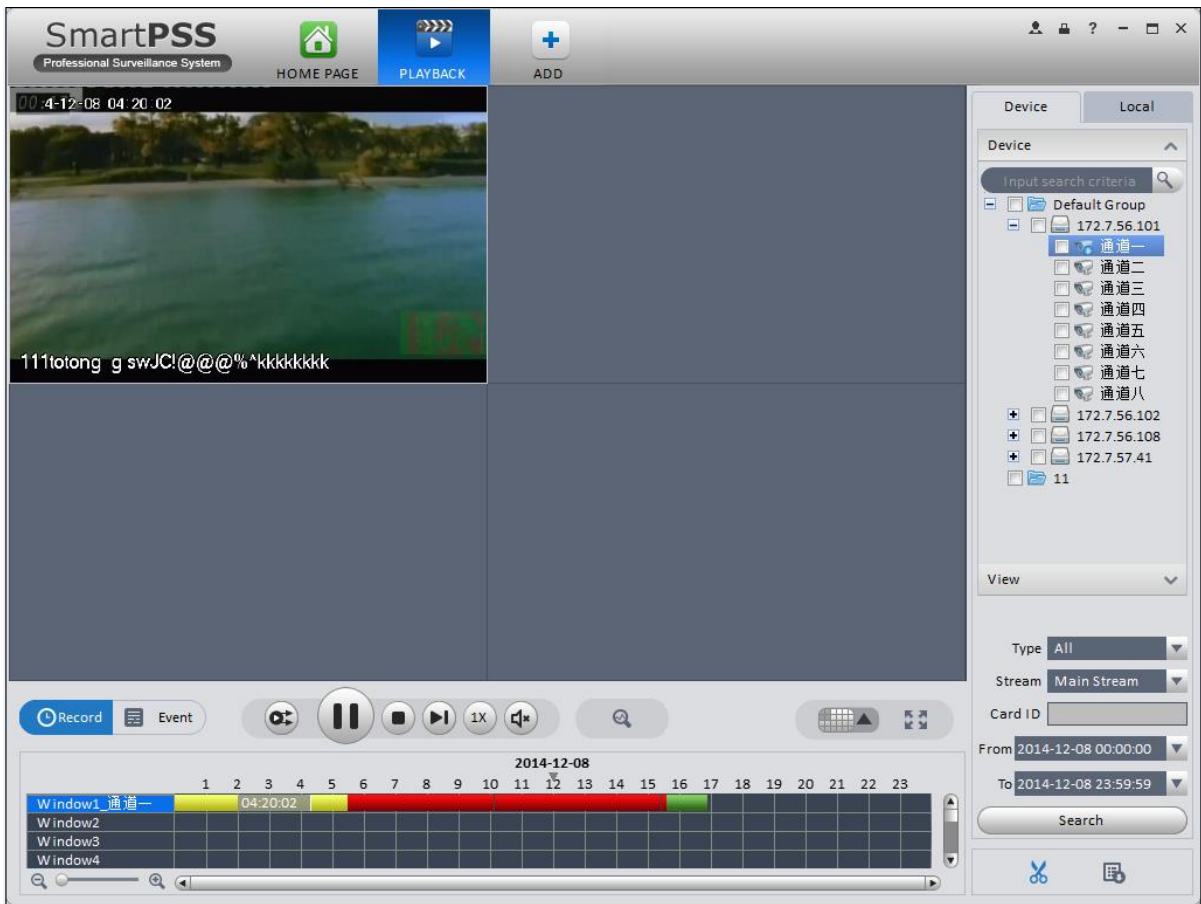 SmartPSS
Professional Surveillance System
HOME PAGE
PLAYBACK
ADD
?
4-12-08 04:20:02
111totong g swJC!@@@%^kkkkkkkk
Device
Local
Device
Input search criteria
Default Group
172.7.56.101
通道一
通道二
通道三
通道四
通道五
通道六
通道七
通道八
172.7.56.102
172.7.56.108
172.7.57.41
11
View
Type All
Stream Main Stream
Card ID
From 2014-12-08 00:00:00
To 2014-12-08 23:59:59
Search
Record
Event
1X
2014-12-08
1 2 3 4 5 6 7 8 9 10 11 12 13 14 15 16 17 18 19 20 21 22 23
Window1_通道一 04:20:02
Window2
Window3
Window4